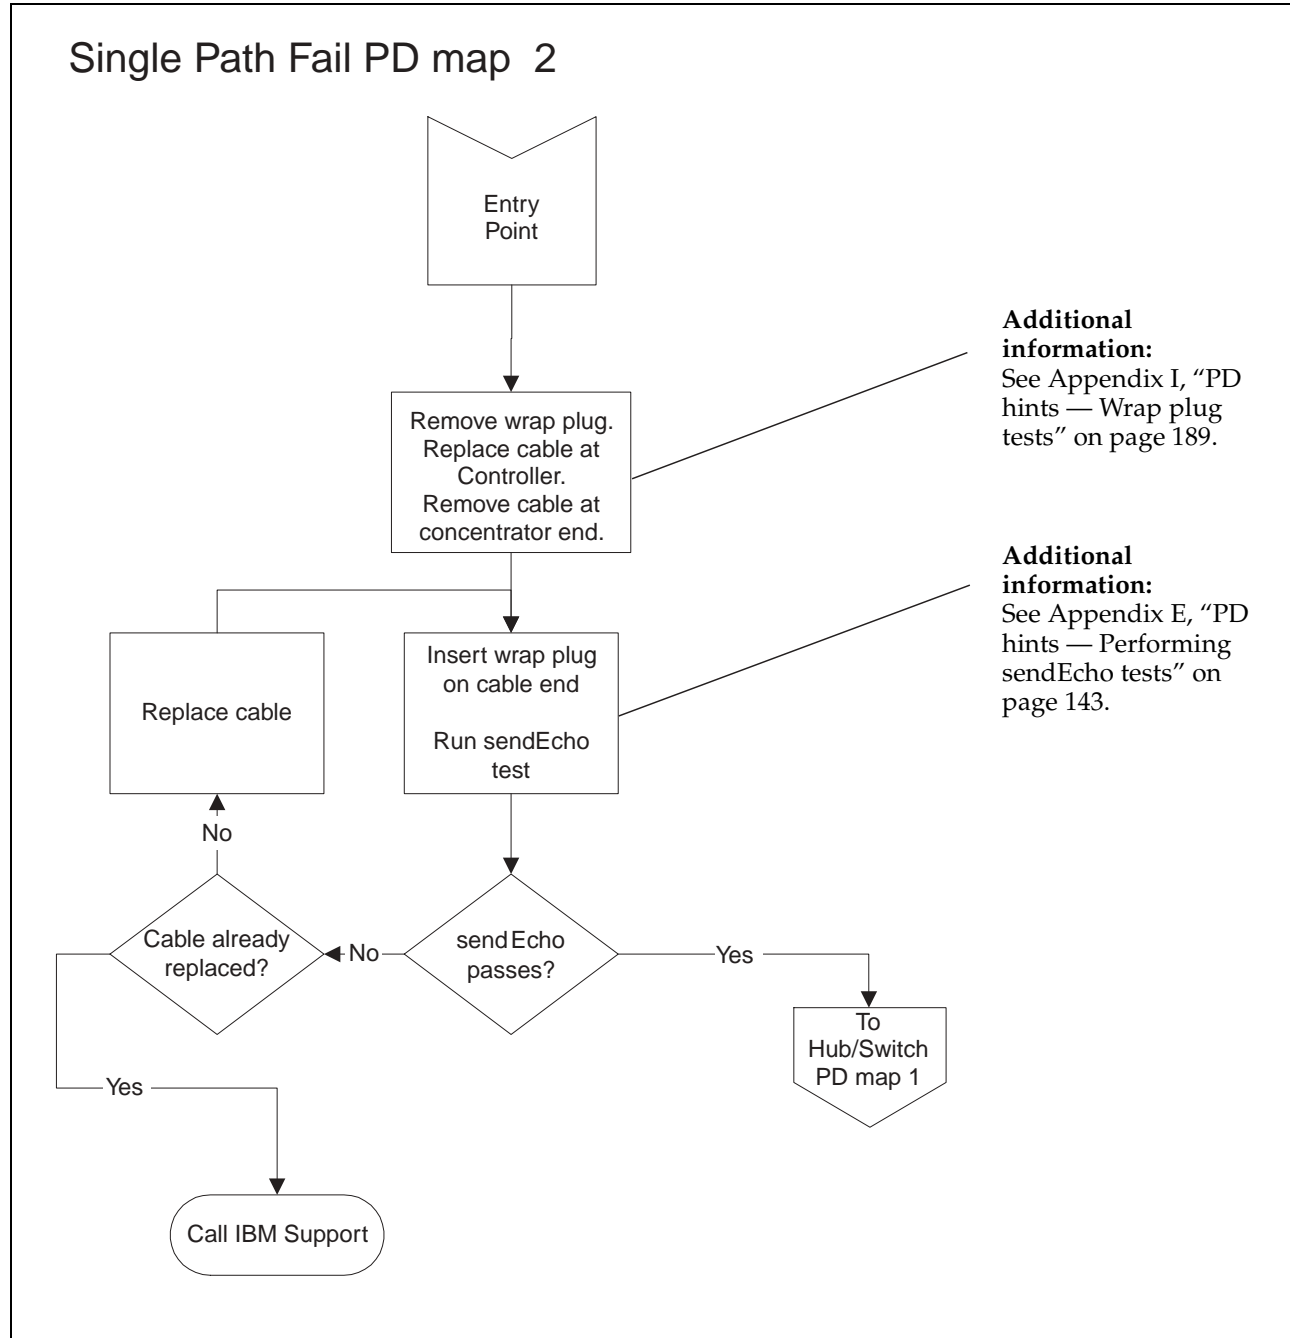 Single Path Fail PD map 2
Entry
Point
Additional
information:
See Appendix I, “PD
hints — Wrap plug
tests” on page 189.
Remove wrap plug.
Replace cable at
Controller.
Remove cable at
concentrator end.
Additional
information:
See Appendix E, “PD
hints — Performing
sendEcho tests” on
page 143.
Replace cable
Insert wrap plug
on cable end
Run sendEcho
test
No
Cable already
replaced?
No
sendEcho
passes?
Yes
To
Hub/Switch
PD map 1
Yes
Call IBM Support